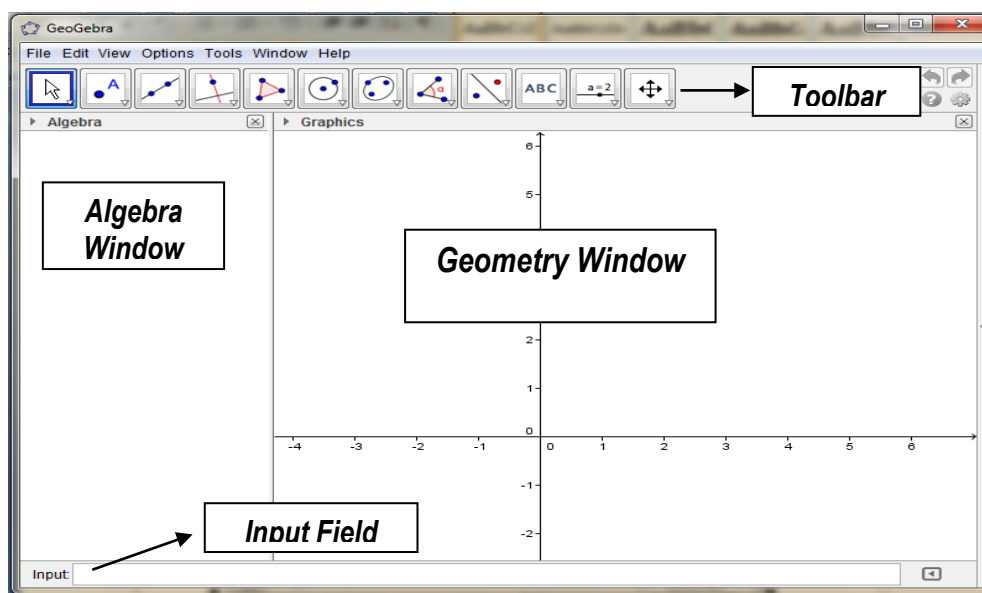 GeoGebra
File Edit View Options Tools Window Help
A α ABC a=2 Toolbar
Algebra Graphics
Algebra
Window
Geometry Window
6
5
2
1
0
-4 -3 -2 -1 0 1 2 3 4 5 6
-1
-2
Input Field
Input: